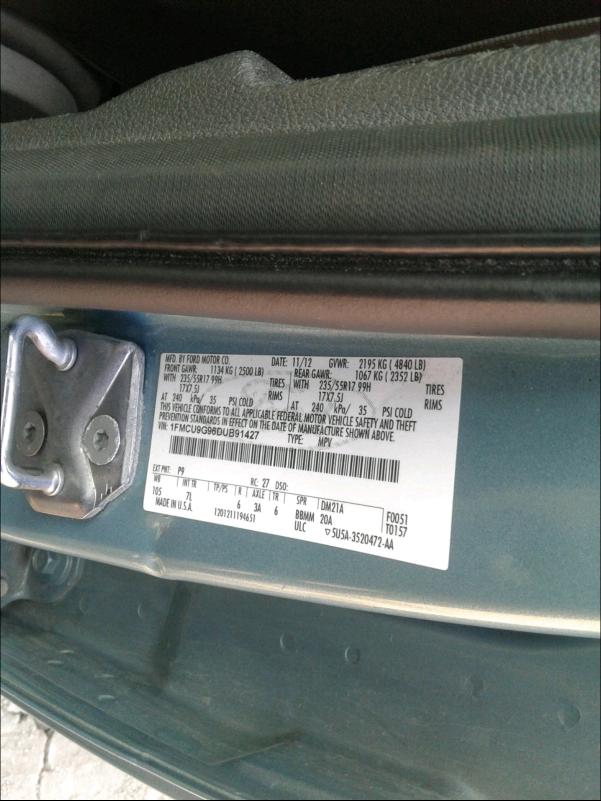 MFD. BY FORD MOTOR CO. DATE: 11/12 GVWR: 2195 KG ( 4840 LB)
FRONT GAWR: 1134 KG ( 2500 LB) REAR GAWR: 1067 KG ( 2352 LB)
WITH 235/55R17 99H TIRES WITH 235/55R17 99H TIRES
17X7.5J RIMS 17X7.5J RIMS
AT 240 kPa/ 35 PSI COLD AT 240 kPa/ 35 PSI COLD
THIS VEHICLE CONFORMS TO ALL APPLICABLE FEDERAL MOTOR VEHICLE SAFETY AND THEFT
PREVENTION STANDARDS IN EFFECT ON THE DATE OF MANUFACTURE SHOWN ABOVE.
VIN: 1FMCU9G96DUB91427 TYPE: MPV
EXT PNT: P9 RC: 27 DSO:
WB INT TR TP/PS R AXLE TR SPR DM21A F0051
105 7L 6 3A 6 BBMM 20A T0157
MADE IN U.S.A. 1201211194651 ULC ▽5U5A-3520472-AA